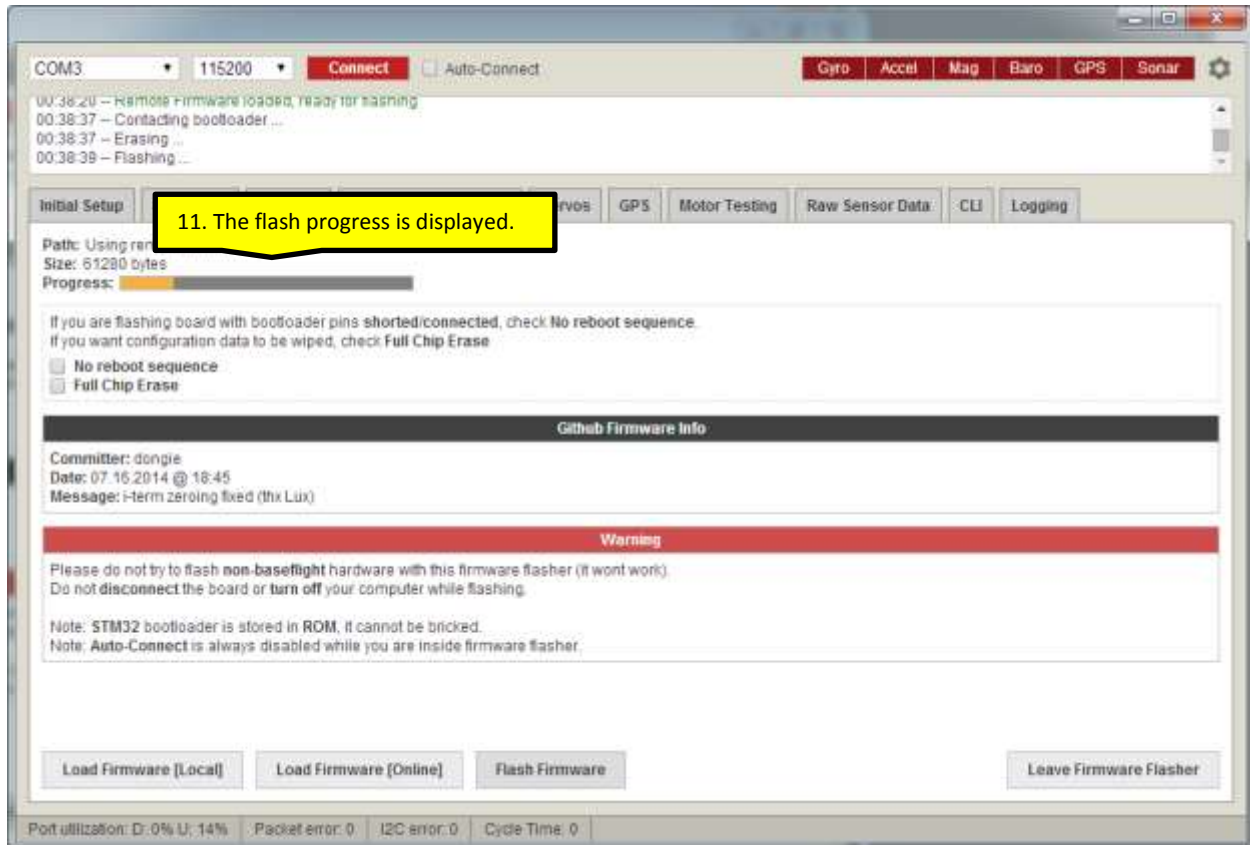 COM3 115200 Connect Auto-Connect Gyro Accel Mag Baro GPS Sonar
00:38:20 -- Remote Firmware loaded, ready for flashing
00:38:37 -- Contacting bootloader ...
00:38:37 -- Erasing ...
00:38:39 -- Flashing ...
Initial Setup GPS Motor Testing Raw Sensor Data CLI Logging
11. The flash progress is displayed.
Path: Using
Size: 61280 bytes
Progress:
If you are flashing board with bootloader pins shorted/connected, check No reboot sequence.
If you want configuration data to be wiped, check Full Chip Erase
No reboot sequence
Full Chip Erase
Github Firmware Info
Committer: dongie
Date: 07.16.2014 @ 18:45
Message: i-term zeroing fixed (thx Lux)
Warning
Please do not try to flash non-baseflight hardware with this firmware flasher (it wont work).
Do not disconnect the board or turn off your computer while flashing.
Note: STM32 bootloader is stored in ROM, it cannot be bricked.
Note: Auto-Connect is always disabled while you are inside firmware flasher.
Load Firmware [Local] Load Firmware [Online] Flash Firmware Leave Firmware Flasher
Port utilization: D: 0% U: 14% Packet error: 0 I2C error: 0 Cycle Time: 0